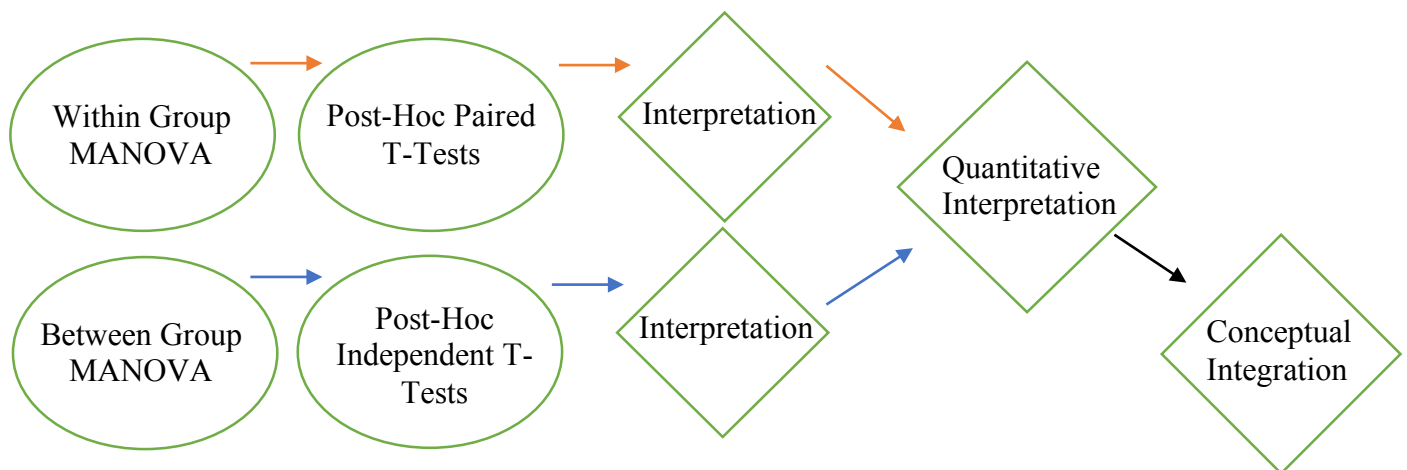 Within Group
MANOVA
Post-Hoc Paired
T-Tests
Interpretation
Quantitative
Interpretation
Between Group
MANOVA
Post-Hoc
Independent T-
Tests
Interpretation
Conceptual
Integration